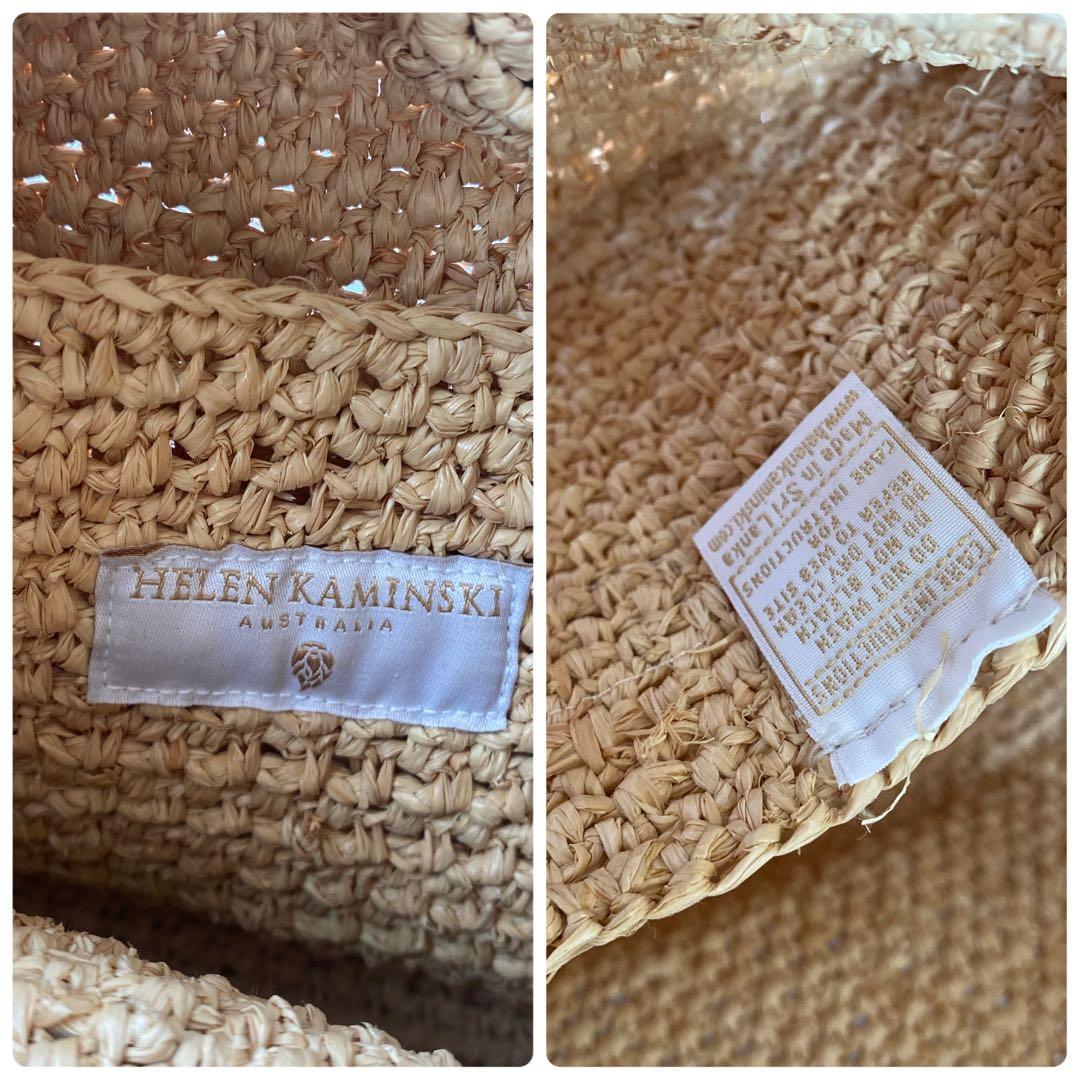 HELEN KAMINSKI
AUSTRALIA
CARE INSTRUCTIONS
DO NOT WASH
DO NOT BLEACH
DO NOT DRY CLEAN
REFER TO WEB SITE
CARE INSTRUCTIONS
Made in Sri Lanka
www.helenkaminski.com